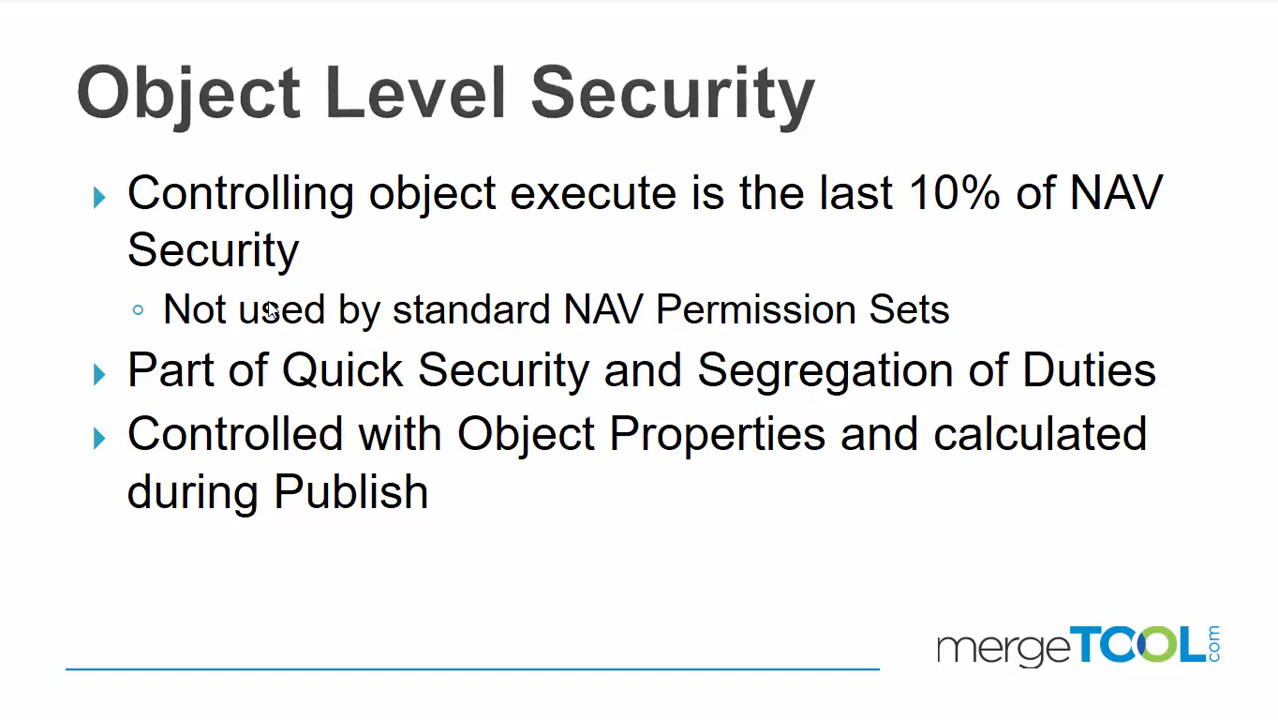 Object Level Security
Controlling object execute is the last 10% of NAV
Security
Not used by standard NAV Permission Sets
Part of Quick Security and Segregation of Duties
Controlled with Object Properties and calculated
during Publish
mergeTOOL.com